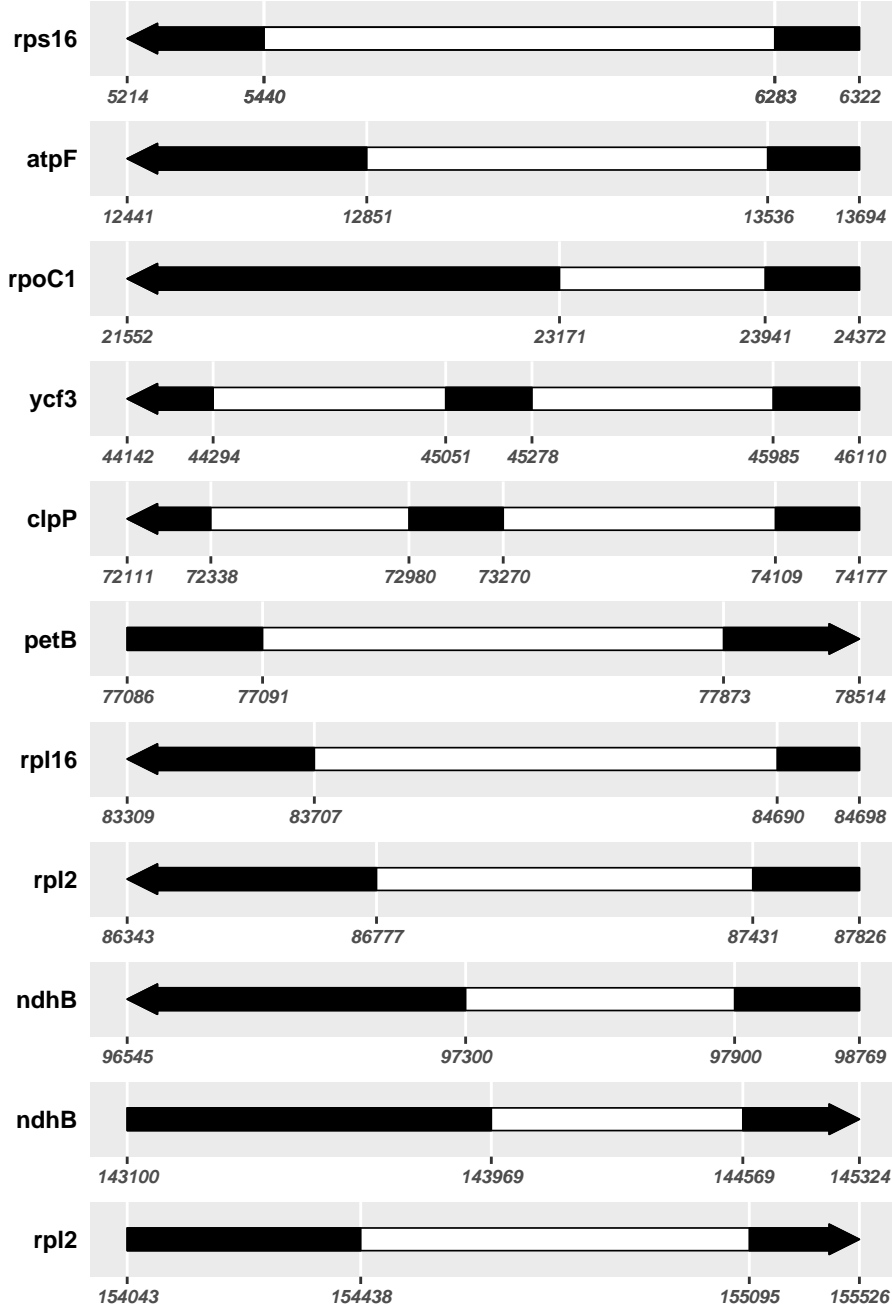 rps16
5214 5440 6283 6322
atpF
12441 12851 13536 13694
rpoC1
21552 23171 23941 24372
ycf3
44142 44294 45051 45278 45985 46110
clpP
72111 72338 72980 73270 74109 74177
petB
77086 77091 77873 78514
rpl16
83309 83707 84690 84698
rpl2
86343 86777 87431 87826
ndhB
96545 97300 97900 98769
ndhB
143100 143969 144569 145324
rpl2
154043 154438 155095 155526